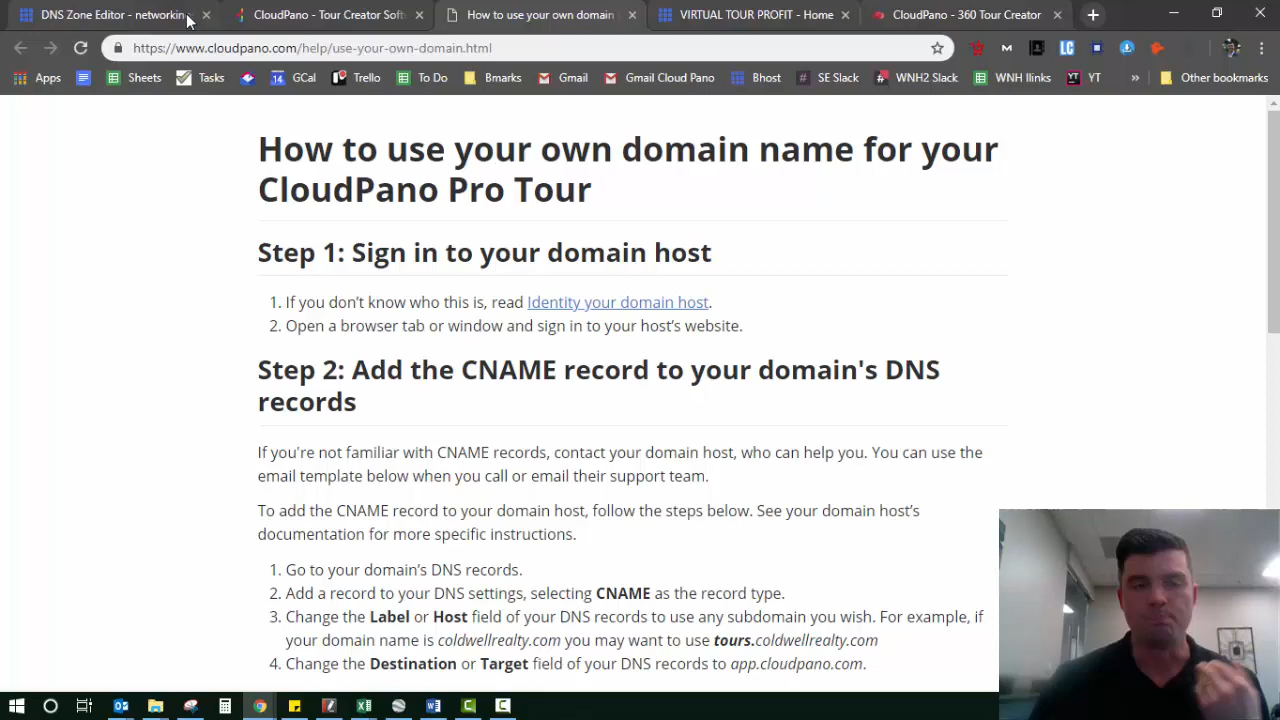 DNS Zone Editor - networking
CloudPano - Tour Creator Soft
How to use your own domain
VIRTUAL TOUR PROFIT - Home
CloudPano - 360 Tour Creator
https://www.cloudpano.com/help/use-your-own-domain.html
Apps Sheets Tasks GCal Trello To Do Bmarks Gmail Gmail Cloud Pano Bhost SE Slack WNH2 Slack WNH Ilinks YT » Other bookmarks
How to use your own domain name for your
CloudPano Pro Tour
Step 1: Sign in to your domain host
1. If you don't know who this is, read Identity your domain host.
2. Open a browser tab or window and sign in to your host's website.
Step 2: Add the CNAME record to your domain's DNS
records
If you're not familiar with CNAME records, contact your domain host, who can help you. You can use the
email template below when you call or email their support team.
To add the CNAME record to your domain host, follow the steps below. See your domain host's
documentation for more specific instructions.
1. Go to your domain's DNS records.
2. Add a record to your DNS settings, selecting CNAME as the record type.
3. Change the Label or Host field of your DNS records to use any subdomain you wish. For example, if
your domain name is coldwellrealty.com you may want to use tours.coldwellrealty.com
4. Change the Destination or Target field of your DNS records to app.cloudpano.com.